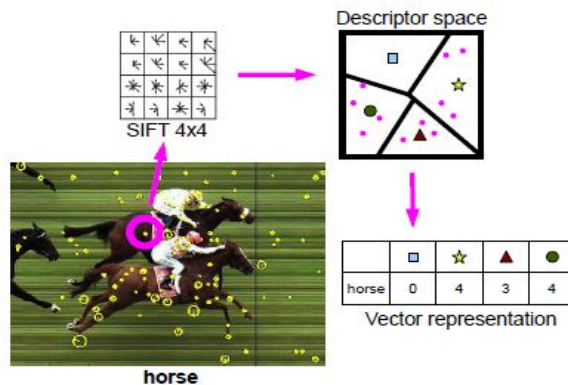 Descriptor space
SIFT 4x4
horse 0 4 3 4
Vector representation
horse